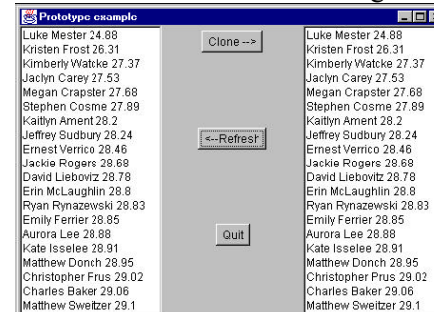 Prototype example
Luke Mester 24.88
Kristen Frost 26.31
Kimberly Watcke 27.37
Jaclyn Carey 27.53
Megan Crapster 27.68
Stephen Cosme 27.89
Kaitlyn Ament 28.2
Jeffrey Sudbury 28.24
Ernest Verrico 28.46
Jackie Rogers 28.68
David Liebovitz 28.78
Erin McLaughlin 28.8
Ryan Rynazewski 28.83
Emily Ferrier 28.85
Aurora Lee 28.88
Kate Isselee 28.91
Matthew Donch 28.95
Christopher Prus 29.02
Charles Baker 29.06
Matthew Sweitzer 29.1
Clone -->
<--Refresh
Quit
Luke Mester 24.88
Kristen Frost 26.31
Kimberly Watcke 27.37
Jaclyn Carey 27.53
Megan Crapster 27.68
Stephen Cosme 27.89
Kaitlyn Ament 28.2
Jeffrey Sudbury 28.24
Ernest Verrico 28.46
Jackie Rogers 28.68
David Liebovitz 28.78
Erin McLaughlin 28.8
Ryan Rynazewski 28.83
Emily Ferrier 28.85
Aurora Lee 28.88
Kate Isselee 28.91
Matthew Donch 28.95
Christopher Prus 29.02
Charles Baker 29.06
Matthew Sweitzer 29.1